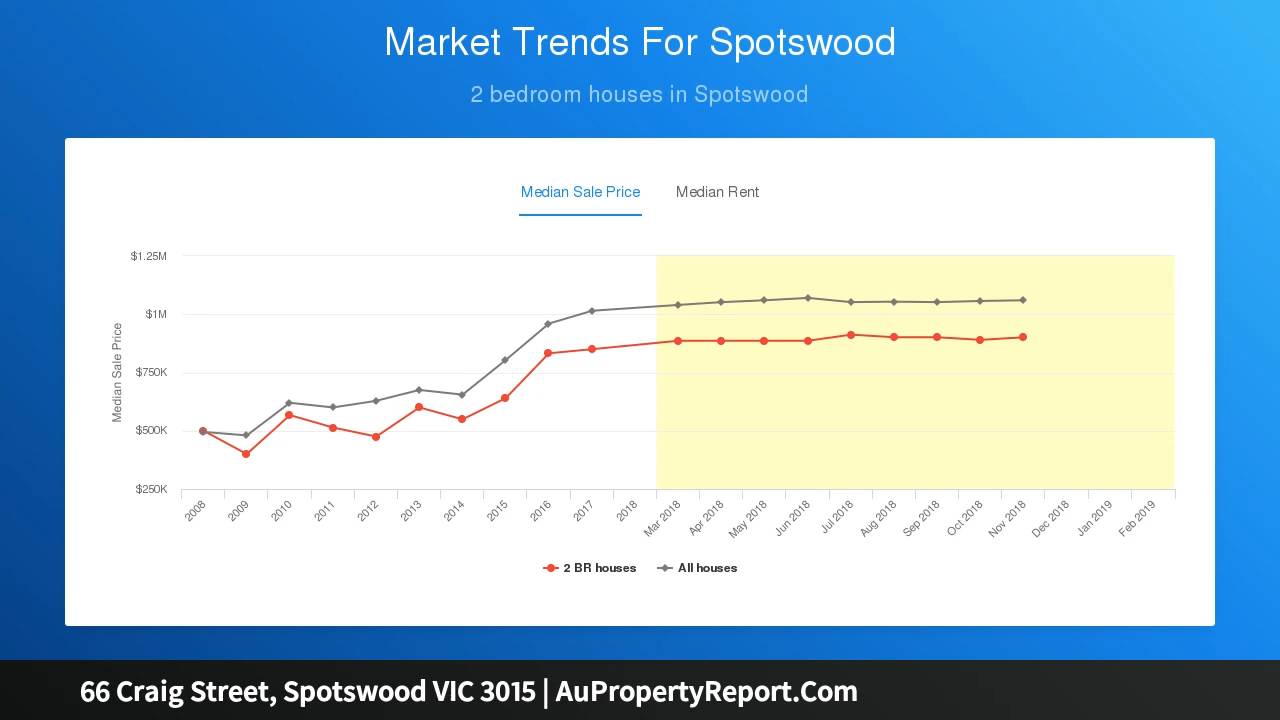 Market Trends For Spotswood
2 bedroom houses in Spotswood
Median Sale Price
Median Rent
Median Sale Price
$1.25M
$1M
$750K
$500K
$250K
2008
2009
2010
2011
2012
2013
2014
2015
2016
2017
2018
Mar 2018
Apr 2018
May 2018
Jun 2018
Jul 2018
Aug 2018
Sep 2018
Oct 2018
Nov 2018
Dec 2018
Jan 2019
Feb 2019
2 BR houses
All houses
66 Craig Street, Spotswood VIC 3015 | AuPropertyReport.Com